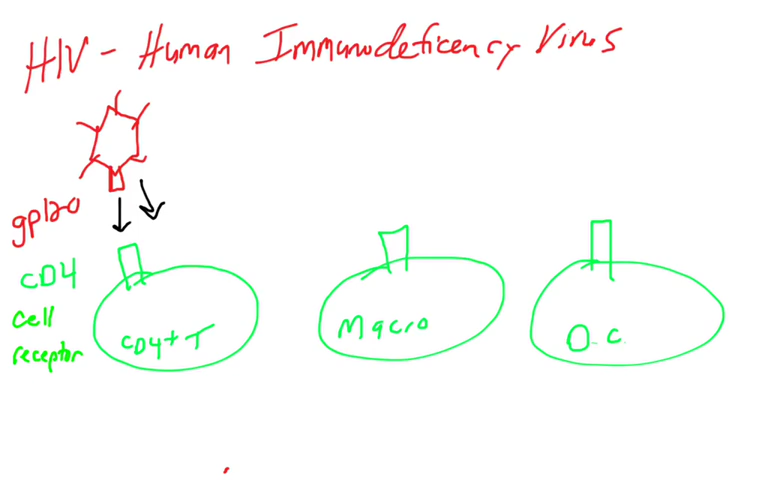 HIV - Human Immunodeficency Virus
gp120
CD4
cell
receptor
CD4+ T
Macro
D.C.